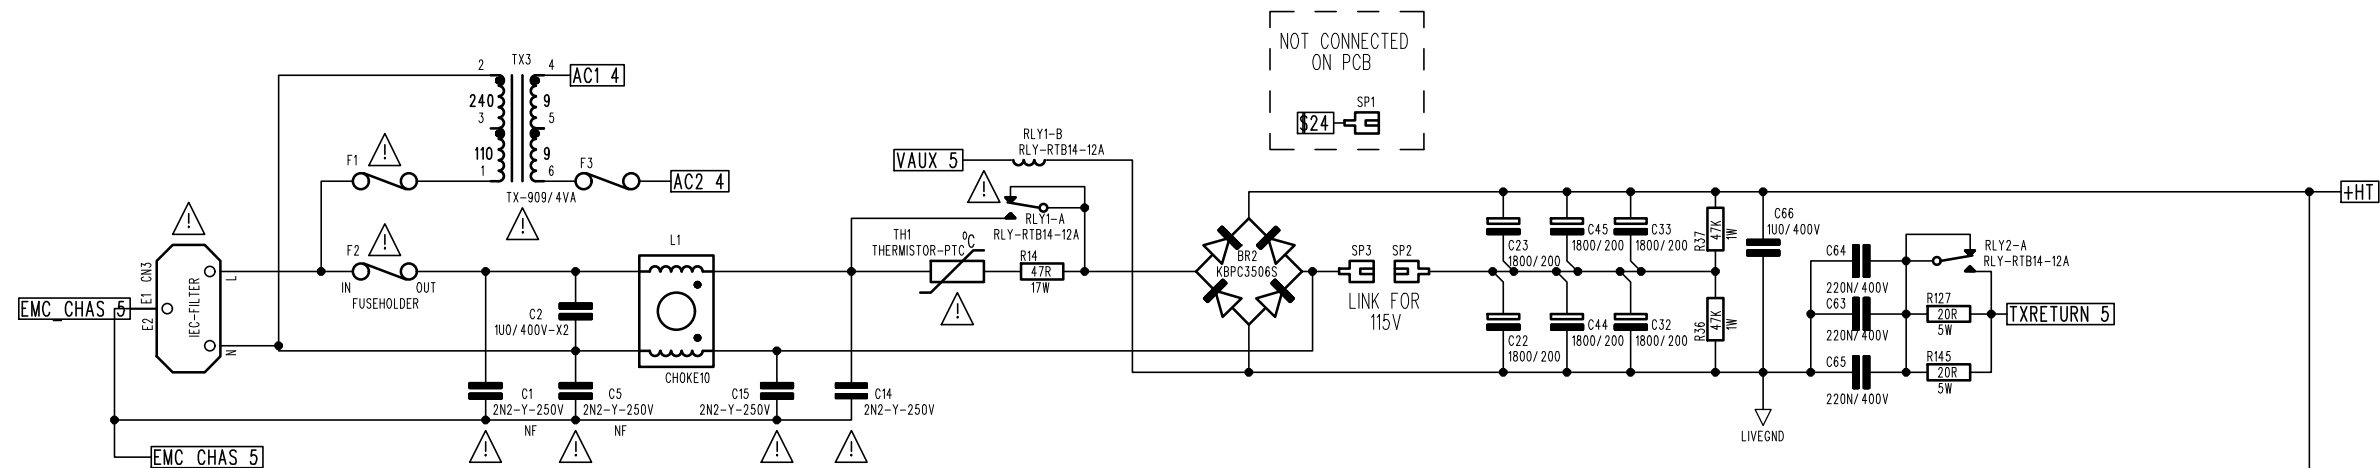 NOT CONNECTED
ON PCB
SP1
$24
TX3
2
4
AC1 4
240
9
3
5
110
9
1
6
F1
F3
AC2 4
TX-909/4VA
RLY1-B
RLY-RTB14-12A
VAUX 5
RLY1-A
RLY-RTB14-12A
+HT
F2
IN
OUT
FUSEHOLDER
L1
CHOKE10
TH1
THERMISTOR-PTC
°C
R14
47R
17W
BR2
KBPC3506S
SP3
SP2
LINK FOR
115V
C23
1800/200
C45
1800/200
C33
1800/200
R37
47K
1W
C66
1U0/400V
C64
220N/400V
RLY2-A
RLY-RTB14-12A
EMC_CHAS 5
E1
CN3
E2
IEC-FILTER
L
N
C2
1U0/400V-X2
C22
1800/200
C44
1800/200
C32
1800/200
R36
47K
1W
C63
220N/400V
R127
20R
5W
TXRETURN 5
C65
220N/400V
R145
20R
5W
C1
2N2-Y-250V
NF
C5
2N2-Y-250V
NF
C15
2N2-Y-250V
C14
2N2-Y-250V
LIVEGND
EMC CHAS 5
!
!
!
!
!
!
!
!
!
!